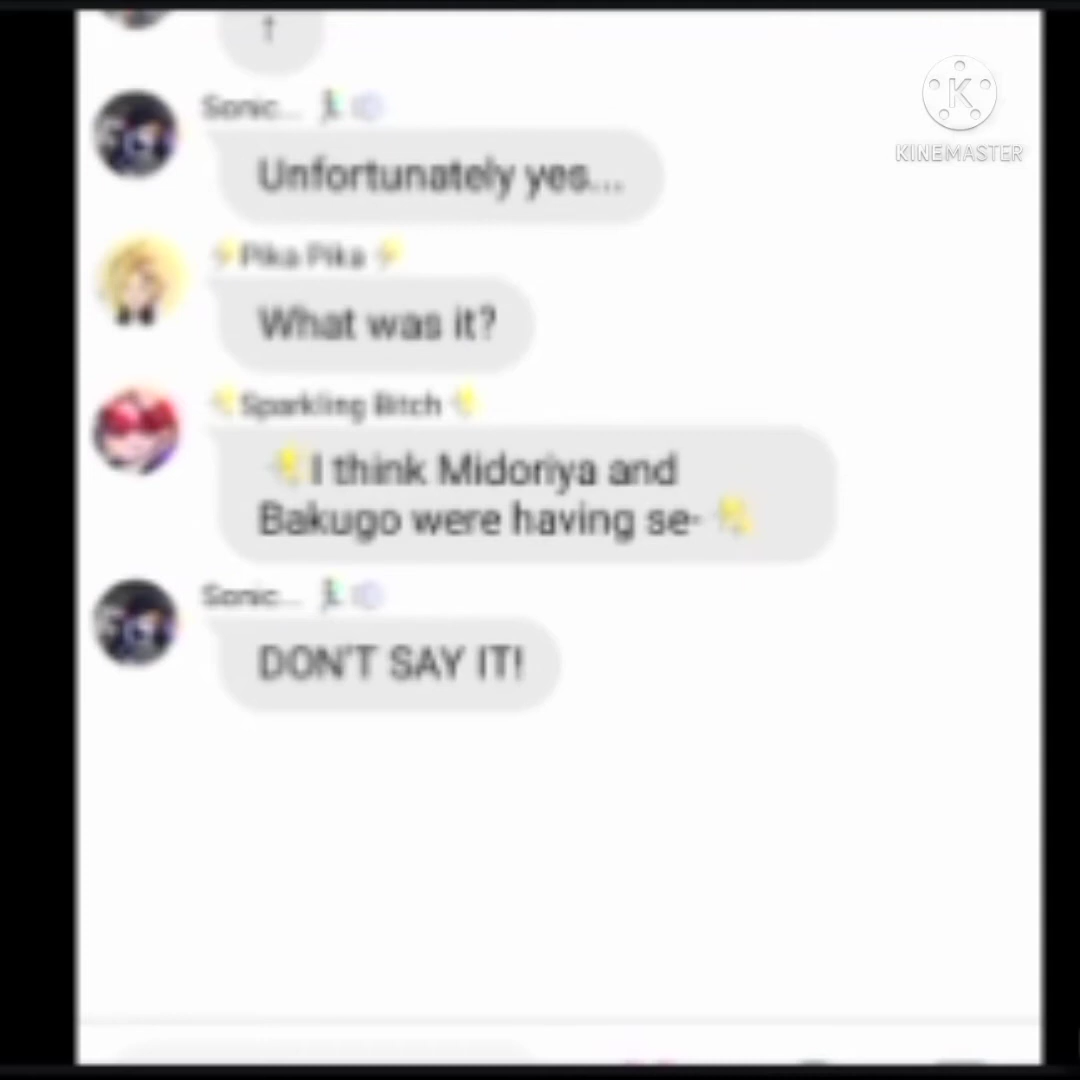 ↑
Sonic...
Unfortunately yes...
⚡Pika Pika⚡
What was it?
✨Sparkling Bitch✨
✨I think Midoriya and
Bakugo were having se-✨
Sonic...
DON'T SAY IT!
K
KINEMASTER